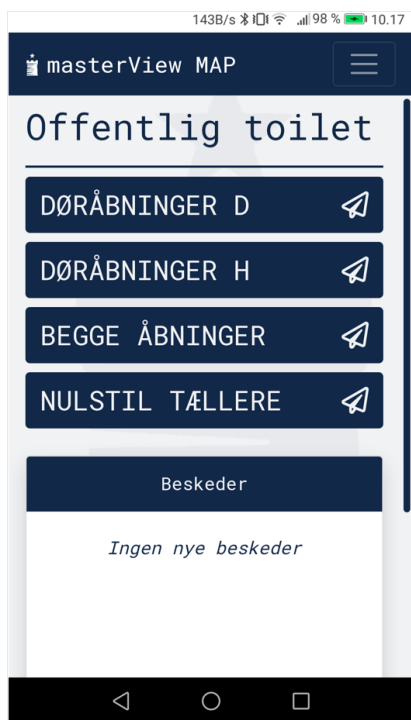 143B/s 98 % 10.17
masterView MAP
Offentlig toilet
DØRÅBNINGER D
DØRÅBNINGER H
BEGGE ÅBNINGER
NULSTIL TÆLLERE
Beskeder
Ingen nye beskeder